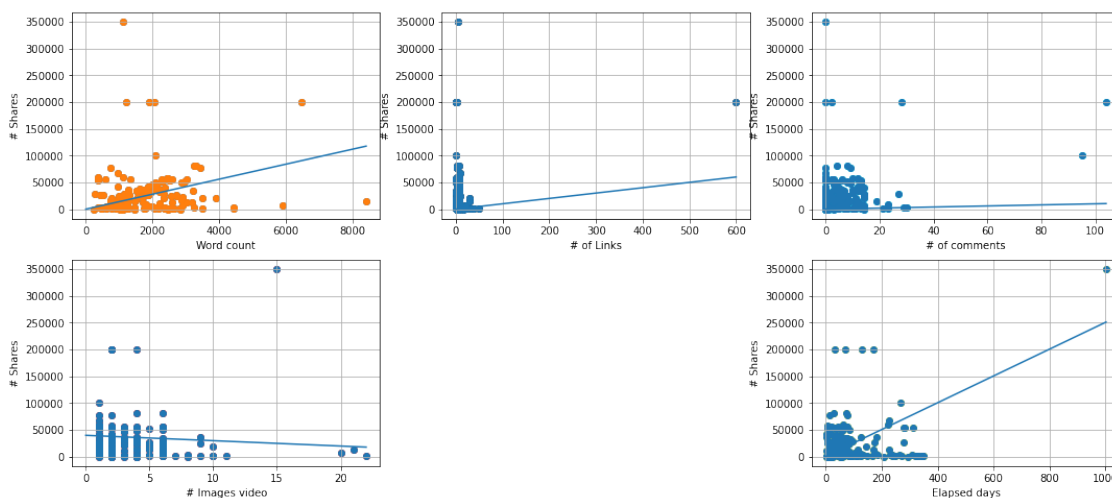 350000
300000
250000
200000
150000
100000
50000
0
# Shares
0 2000 4000 6000 8000
Word count
350000
300000
250000
200000
150000
100000
50000
0
# Shares
0 100 200 300 400 500 600
# of Links
350000
300000
250000
200000
150000
100000
50000
0
# Shares
0 20 40 60 80 100
# of comments
350000
300000
250000
200000
150000
100000
50000
0
# Shares
0 5 10 15 20
# Images video
350000
300000
250000
200000
150000
100000
50000
0
# Shares
0 200 400 600 800 100
Elapsed days